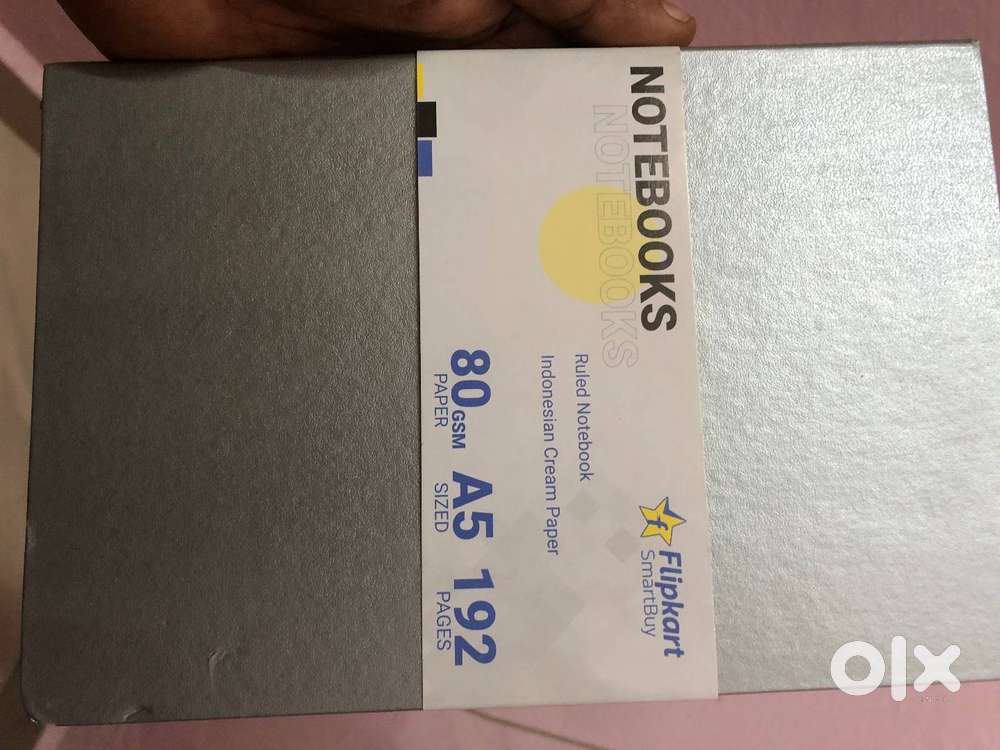 NOTEBOOKS
NOTEBOOKS
Flipkart
SmartBuy
Ruled Notebook
Indonesian Cream Paper
80 GSM
PAPER
A5
SIZED
192
PAGES
olx